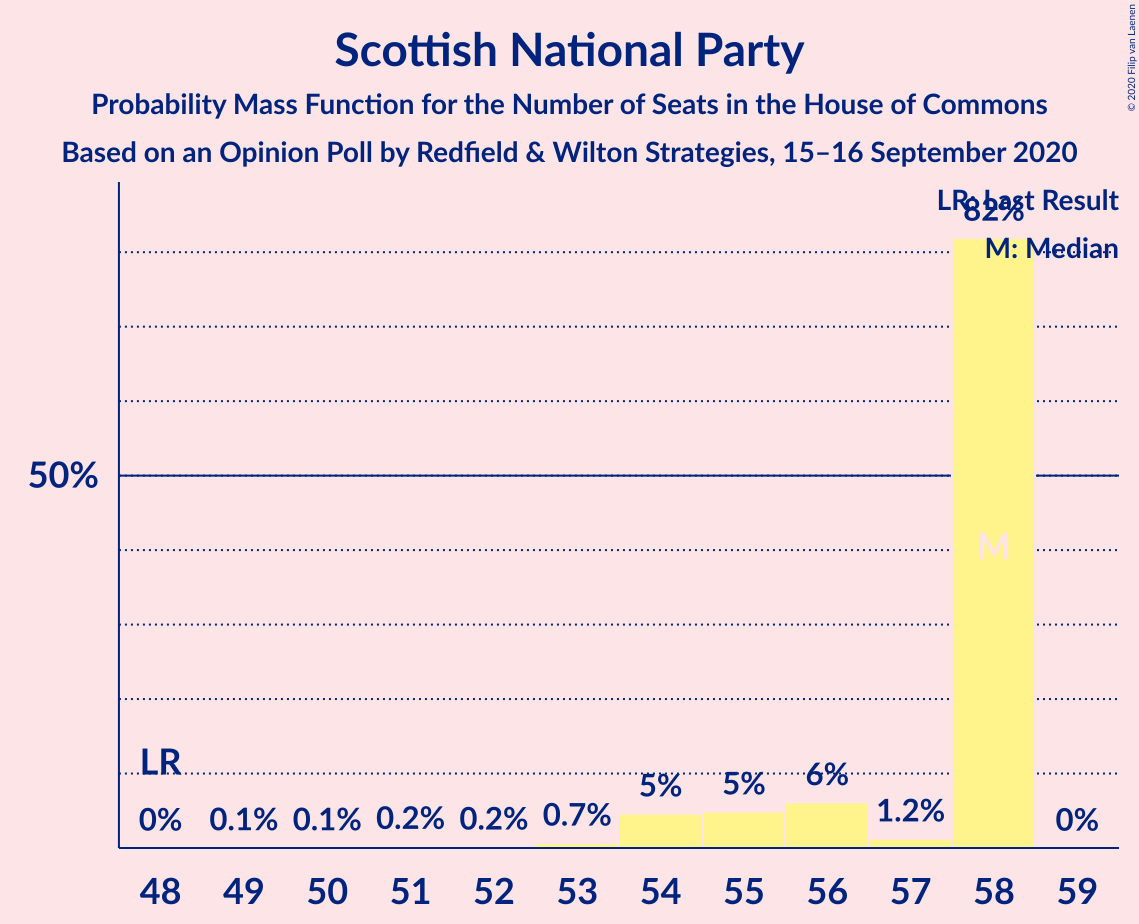 Scottish National Party
Probability Mass Function for the Number of Seats in the House of Commons
Based on an Opinion Poll by Redfield & Wilton Strategies, 15–16 September 2020
© 2020 Filip van Laenen
LR: Last Result
82%
M: Median
50%
M
LR
0% 0.1% 0.1% 0.2% 0.2% 0.7% 5% 5% 6% 1.2% 0%
48 49 50 51 52 53 54 55 56 57 58 59